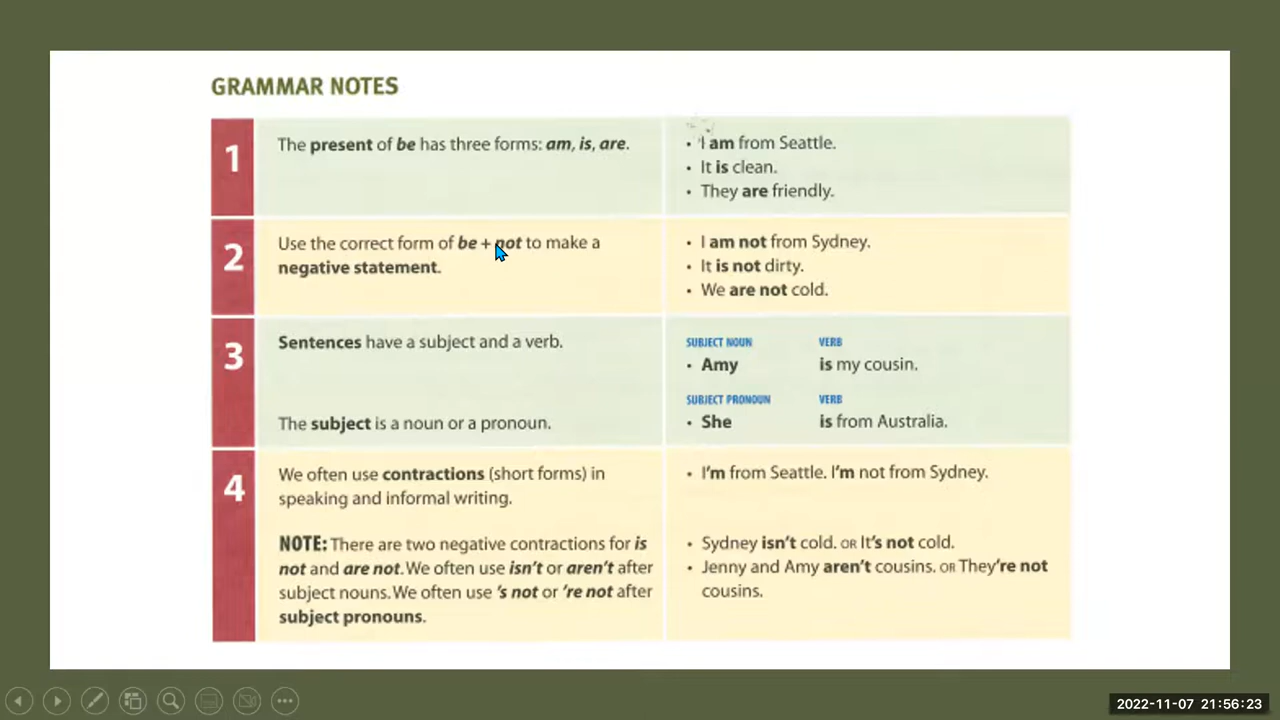 GRAMMAR NOTES
1
The present of be has three forms: am, is, are.
• I am from Seattle.
• It is clean.
• They are friendly.
2
Use the correct form of be + not to make a
negative statement.
• I am not from Sydney.
• It is not dirty.
• We are not cold.
3
Sentences have a subject and a verb.
SUBJECT NOUN VERB
• Amy is my cousin.
The subject is a noun or a pronoun.
SUBJECT PRONOUN VERB
• She is from Australia.
4
We often use contractions (short forms) in
speaking and informal writing.
• I'm from Seattle. I'm not from Sydney.
NOTE: There are two negative contractions for is
not and are not. We often use isn't or aren't after
subject nouns. We often use 's not or 're not after
subject pronouns.
• Sydney isn't cold. OR It's not cold.
• Jenny and Amy aren't cousins. OR They're not
cousins.
2022-11-07 21:56:23